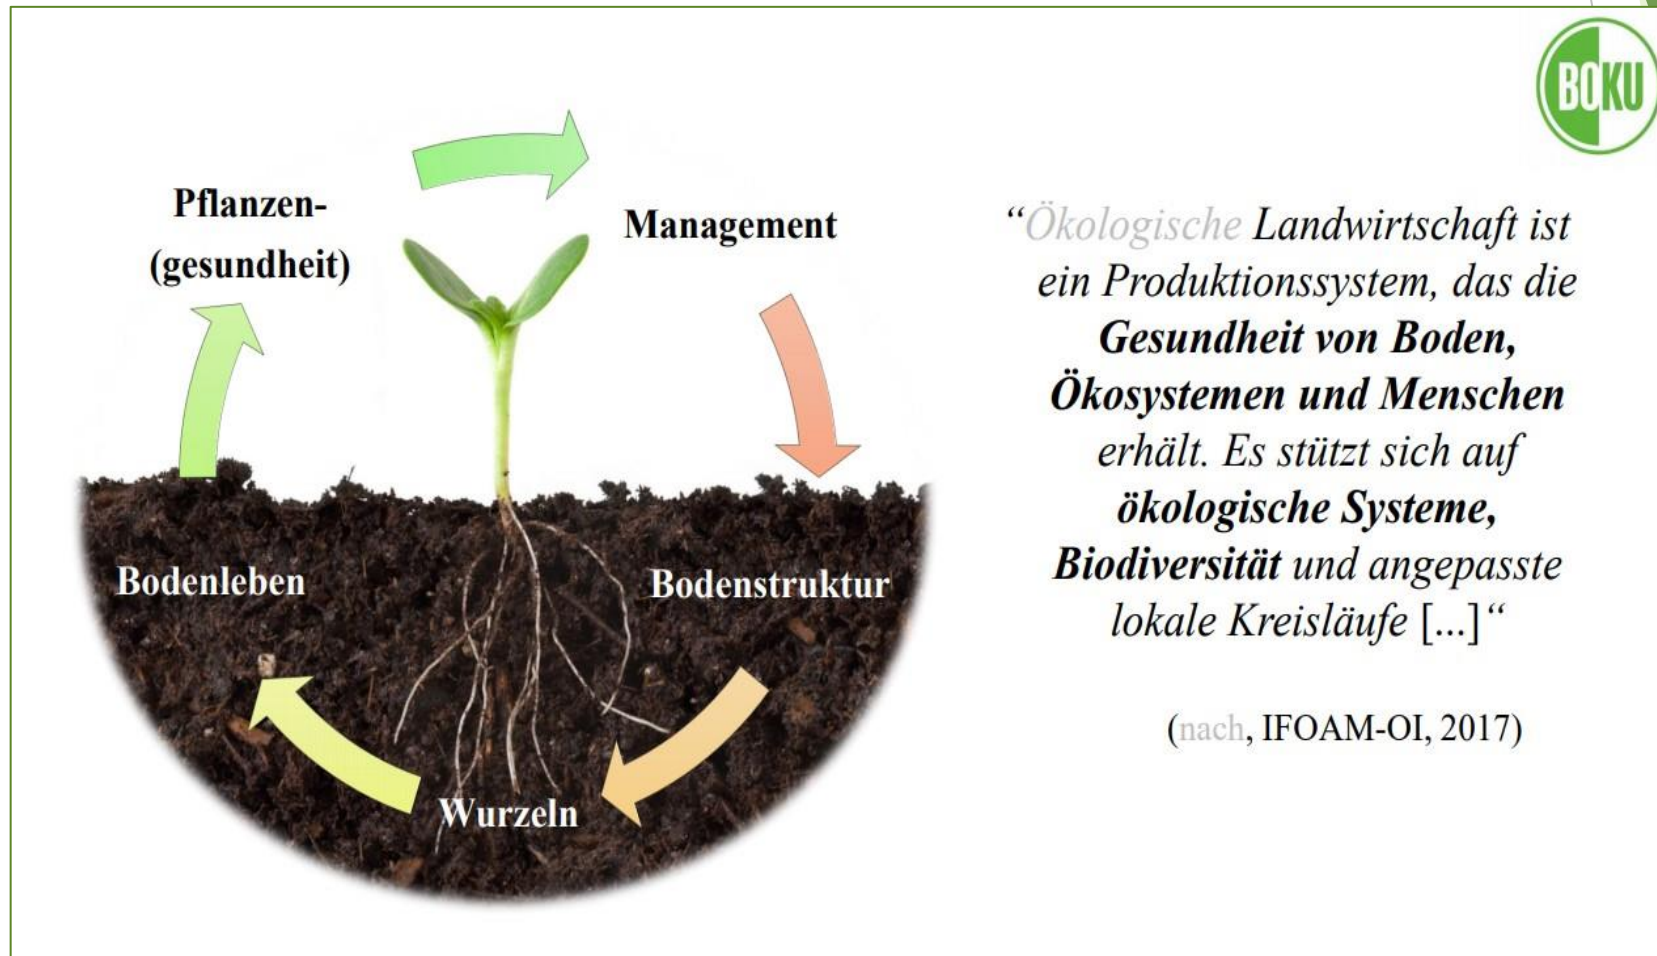 BOKU
Pflanzen-
(gesundheit)
Management
Bodenleben
Bodenstruktur
Wurzeln
“Ökologische Landwirtschaft ist
ein Produktionssystem, das die
Gesundheit von Boden,
Ökosystemen und Menschen
erhält. Es stützt sich auf
ökologische Systeme,
Biodiversität und angepasste
lokale Kreisläufe [...]“
(nach, IFOAM-OI, 2017)